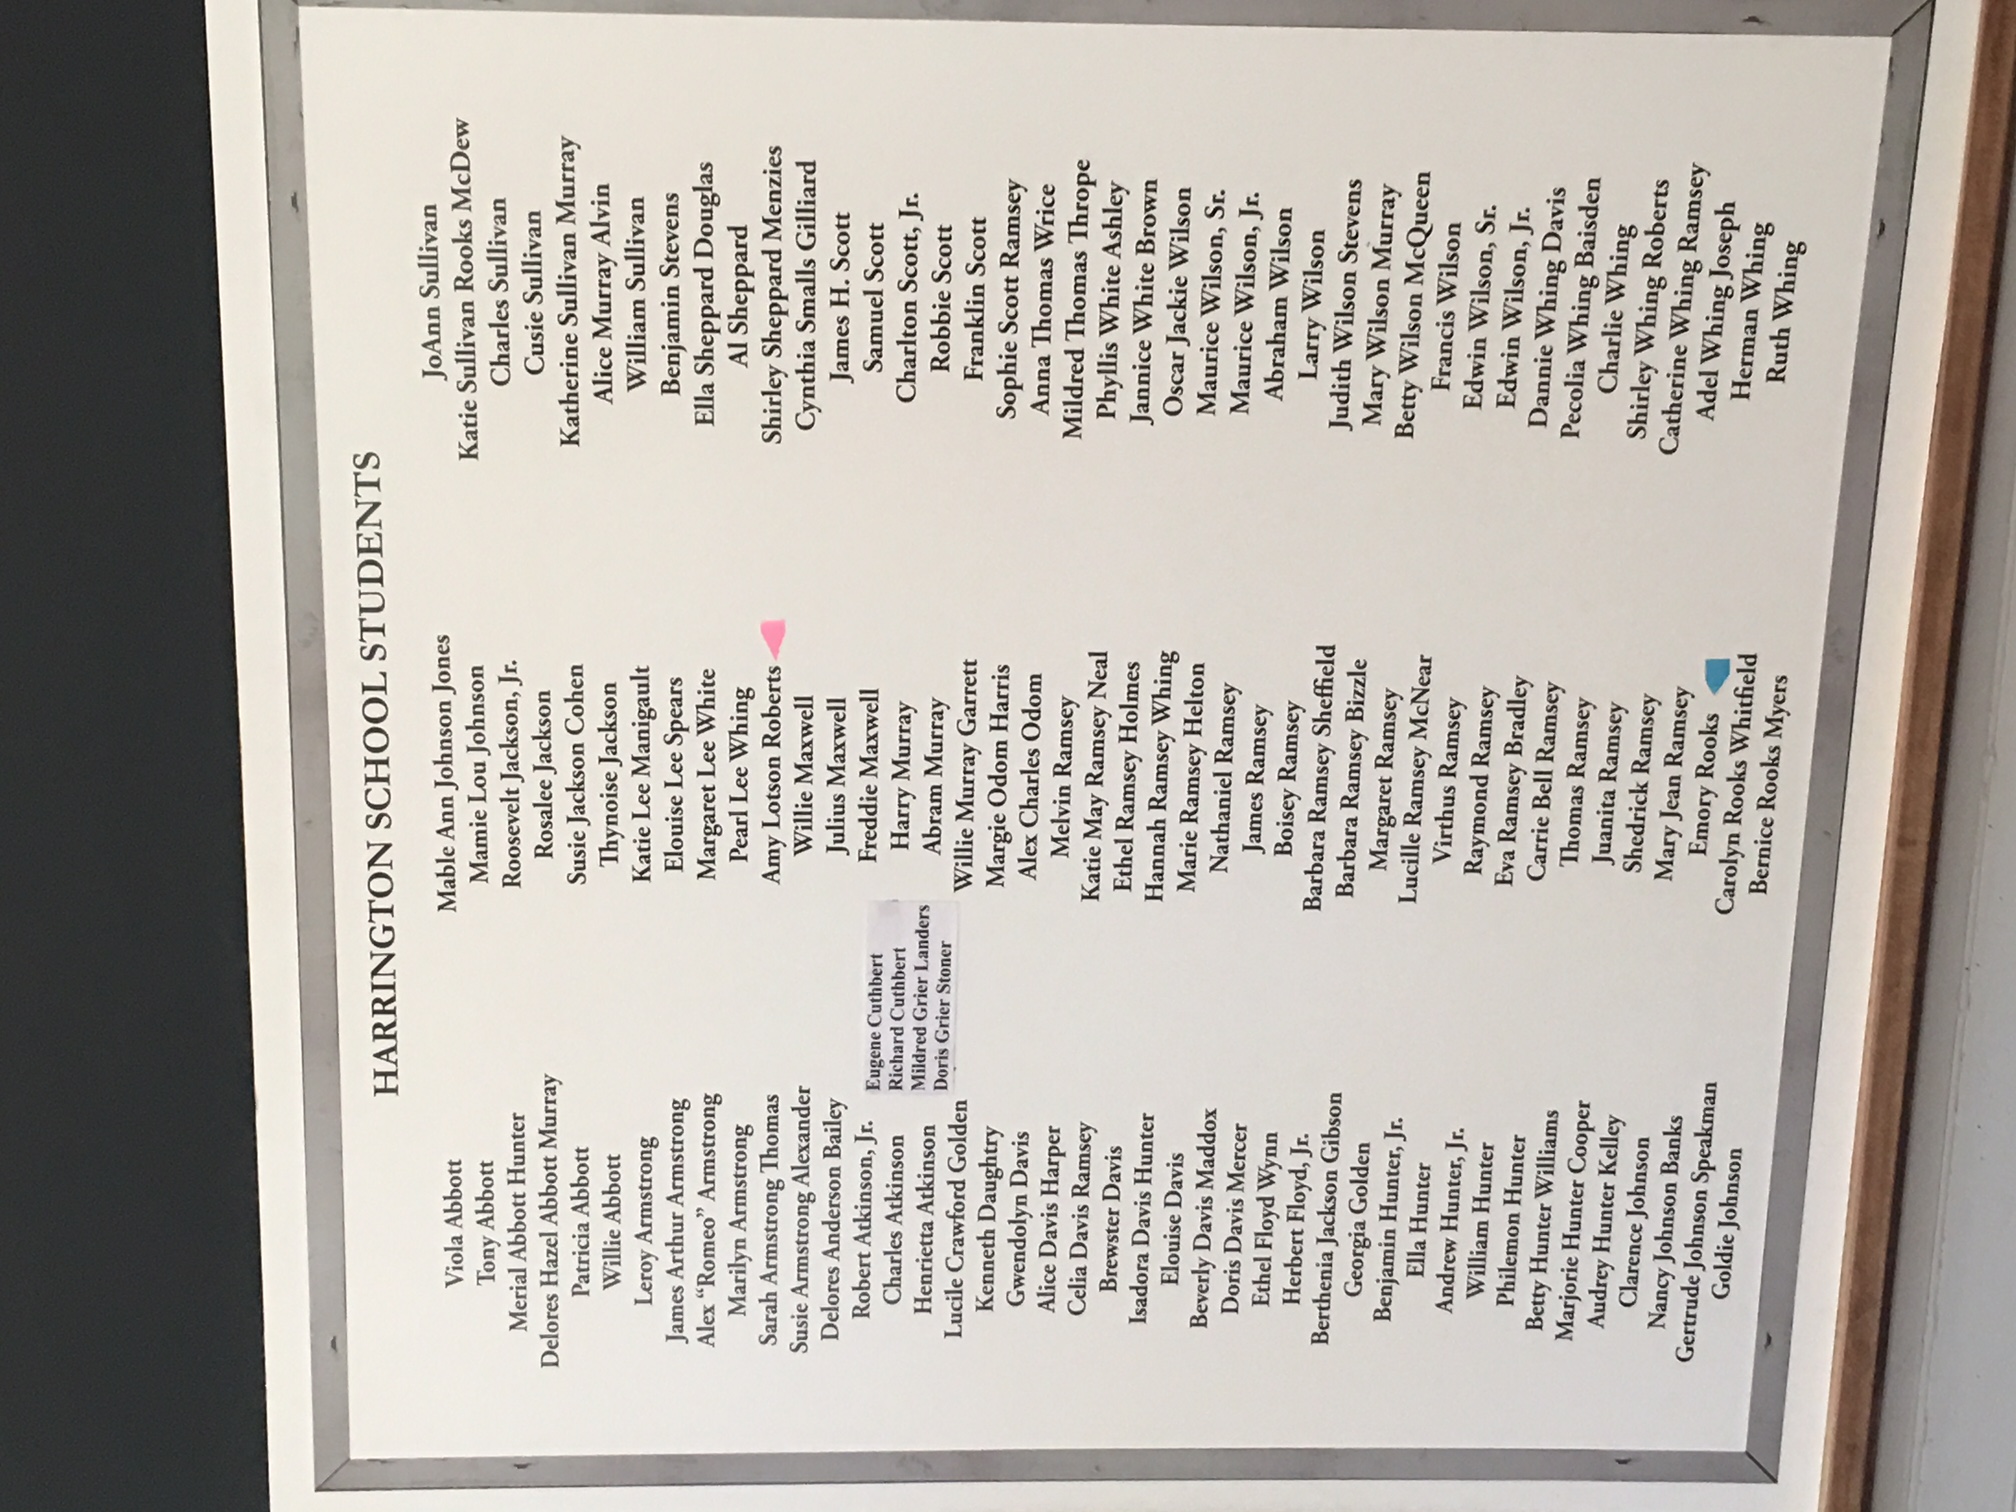 HARRINGTON SCHOOL STUDENTS
Viola Abbott
Tony Abbott
Merial Abbott Hunter
Delores Hazel Abbott Murray
Patricia Abbott
Willie Abbott
Leroy Armstrong
James Arthur Armstrong
Alex “Romeo” Armstrong
Marilyn Armstrong
Sarah Armstrong Thomas
Susie Armstrong Alexander
Delores Anderson Bailey
Robert Atkinson, Jr.
Charles Atkinson
Henrietta Atkinson
Lucile Crawford Golden
Kenneth Daughtry
Gwendolyn Davis
Alice Davis Harper
Celia Davis Ramsey
Brewster Davis
Isadora Davis Hunter
Elouise Davis
Beverly Davis Maddox
Doris Davis Mercer
Ethel Floyd Wynn
Herbert Floyd, Jr.
Berthenia Jackson Gibson
Georgia Golden
Benjamin Hunter, Jr.
Ella Hunter
Andrew Hunter, Jr.
William Hunter
Philemon Hunter
Betty Hunter Williams
Marjorie Hunter Cooper
Audrey Hunter Kelley
Clarence Johnson
Nancy Johnson Banks
Gertrude Johnson Speakman
Goldie Johnson
Eugene Cuthbert
Richard Cuthbert
Mildred Grier Landers
Doris Grier Stoner
Mable Ann Johnson Jones
Mamie Lou Johnson
Roosevelt Jackson, Jr.
Rosalee Jackson
Susie Jackson Cohen
Thynoise Jackson
Katie Lee Manigault
Elouise Lee Spears
Margaret Lee White
Pearl Lee Whing
Amy Lotson Roberts
Willie Maxwell
Julius Maxwell
Freddie Maxwell
Harry Murray
Abram Murray
Willie Murray Garrett
Margie Odom Harris
Alex Charles Odom
Melvin Ramsey
Katie May Ramsey Neal
Ethel Ramsey Holmes
Hannah Ramsey Whing
Marie Ramsey Helton
Nathaniel Ramsey
James Ramsey
Boisey Ramsey
Barbara Ramsey Sheffield
Barbara Ramsey Bizzle
Margaret Ramsey
Lucille Ramsey McNear
Virthus Ramsey
Raymond Ramsey
Eva Ramsey Bradley
Carrie Bell Ramsey
Thomas Ramsey
Juanita Ramsey
Shedrick Ramsey
Mary Jean Ramsey
Emory Rooks
Carolyn Rooks Whitfield
Bernice Rooks Myers
JoAnn Sullivan
Katie Sullivan Rooks McDew
Charles Sullivan
Cusie Sullivan
Katherine Sullivan Murray
Alice Murray Alvin
William Sullivan
Benjamin Stevens
Ella Sheppard Douglas
Al Sheppard
Shirley Sheppard Menzies
Cynthia Smalls Gilliard
James H. Scott
Samuel Scott
Charlton Scott, Jr.
Robbie Scott
Franklin Scott
Sophie Scott Ramsey
Anna Thomas Wrice
Mildred Thomas Thrope
Phyllis White Ashley
Jannice White Brown
Oscar Jackie Wilson
Maurice Wilson, Sr.
Maurice Wilson, Jr.
Abraham Wilson
Larry Wilson
Judith Wilson Stevens
Mary Wilson Murray
Betty Wilson McQueen
Francis Wilson
Edwin Wilson, Sr.
Edwin Wilson, Jr.
Dannie Whing Davis
Pecolia Whing Baisden
Charlie Whing
Shirley Whing Roberts
Catherine Whing Ramsey
Adel Whing Joseph
Herman Whing
Ruth Whing